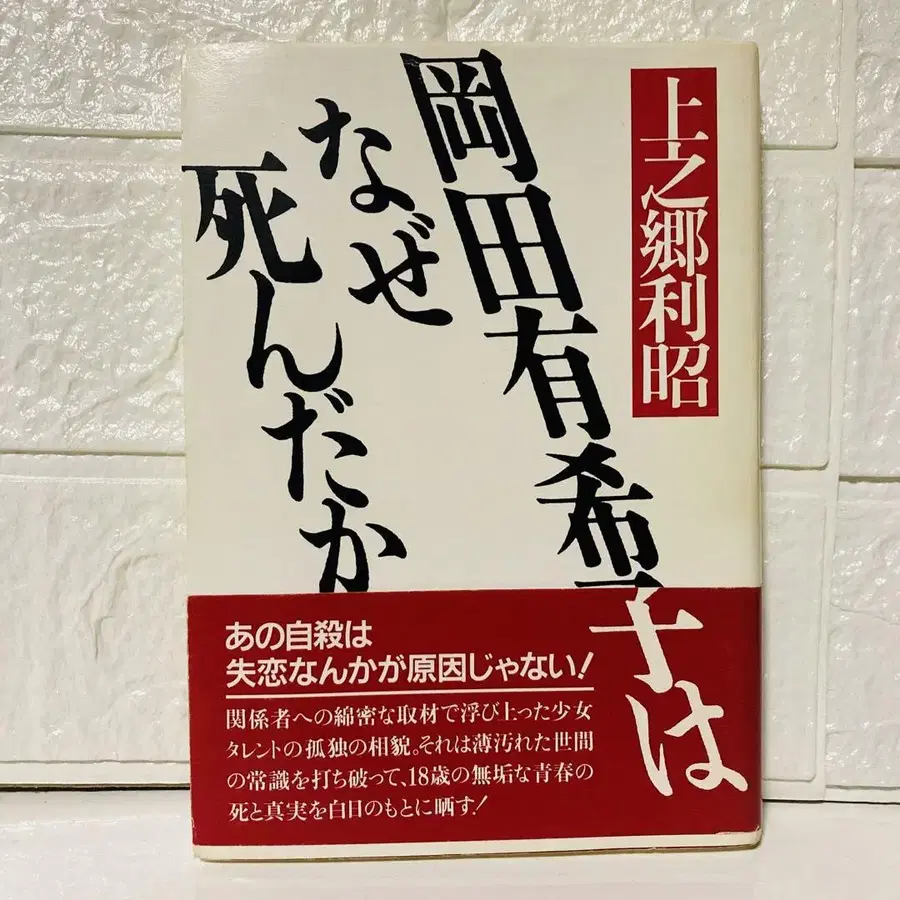 上之郷利昭
岡田有希子は
なぜ
死んだか
あの自殺は
失恋なんかが原因じゃない！
関係者への綿密な取材で浮び上った少女
タレントの孤独の相貌。それは薄汚れた世間
の常識を打ち破って、18歳の無垢な青春の
死と真実を白日のもとに晒す！